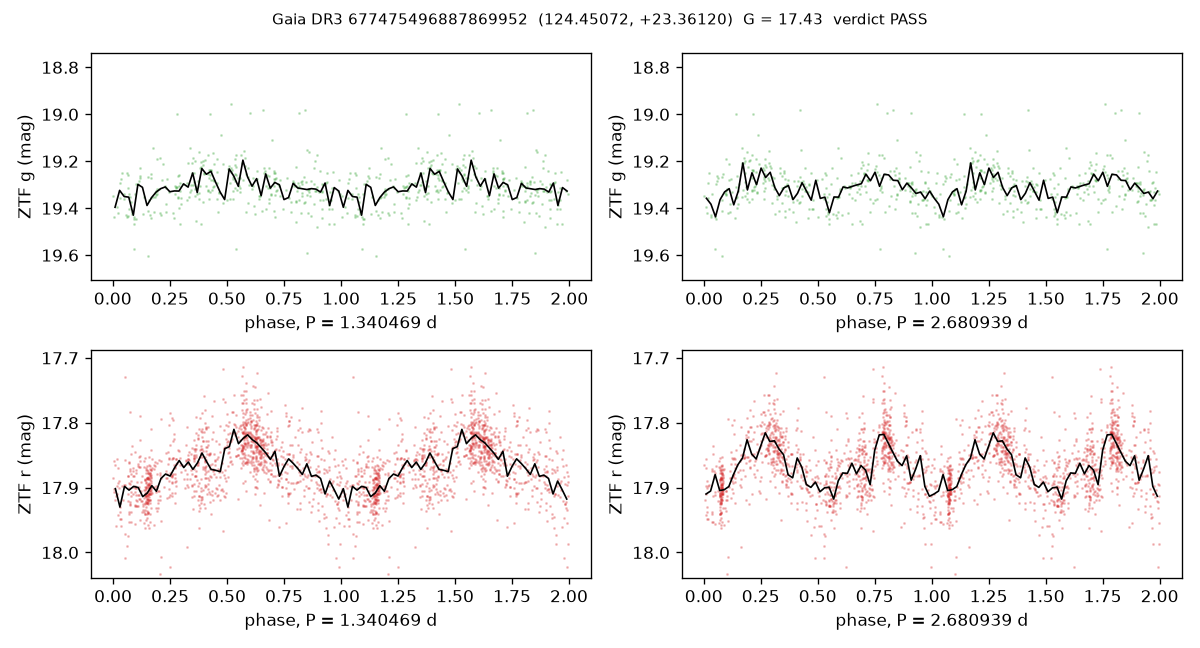 Gaia DR3 677475496887869952 (124.45072, +23.36120) G = 17.43 verdict PASS
ZTF g (mag)
18.8
19.0
19.2
19.4
19.6
0.00 0.25 0.50 0.75 1.00 1.25 1.50 1.75 2.00
phase, P = 1.340469 d
ZTF g (mag)
18.8
19.0
19.2
19.4
19.6
0.00 0.25 0.50 0.75 1.00 1.25 1.50 1.75 2.00
phase, P = 2.680939 d
ZTF r (mag)
17.7
17.8
17.9
18.0
0.00 0.25 0.50 0.75 1.00 1.25 1.50 1.75 2.00
phase, P = 1.340469 d
ZTF r (mag)
17.7
17.8
17.9
18.0
0.00 0.25 0.50 0.75 1.00 1.25 1.50 1.75 2.00
phase, P = 2.680939 d